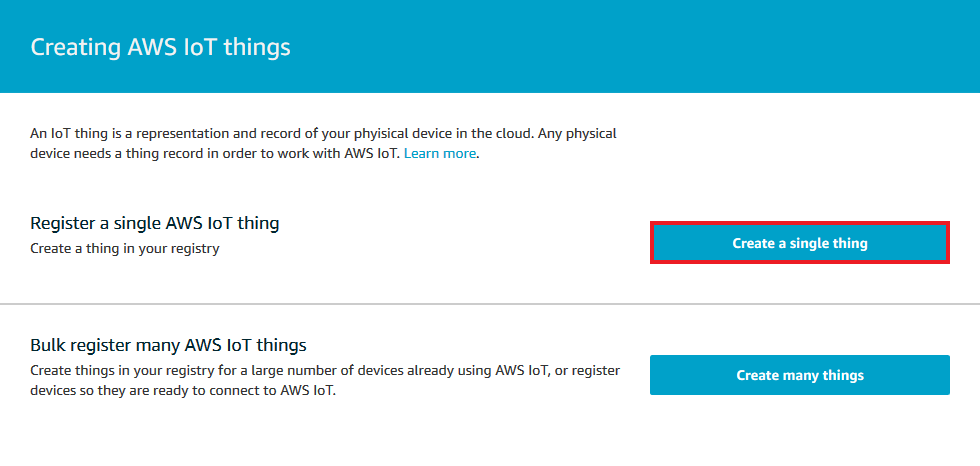 Creating AWS IoT things
An IoT thing is a representation and record of your phyisical device in the cloud. Any physical
device needs a thing record in order to work with AWS IoT. Learn more.
Register a single AWS IoT thing
Create a thing in your registry
Create a single thing
Bulk register many AWS IoT things
Create things in your registry for a large number of devices already using AWS IoT, or register
devices so they are ready to connect to AWS IoT.
Create many things